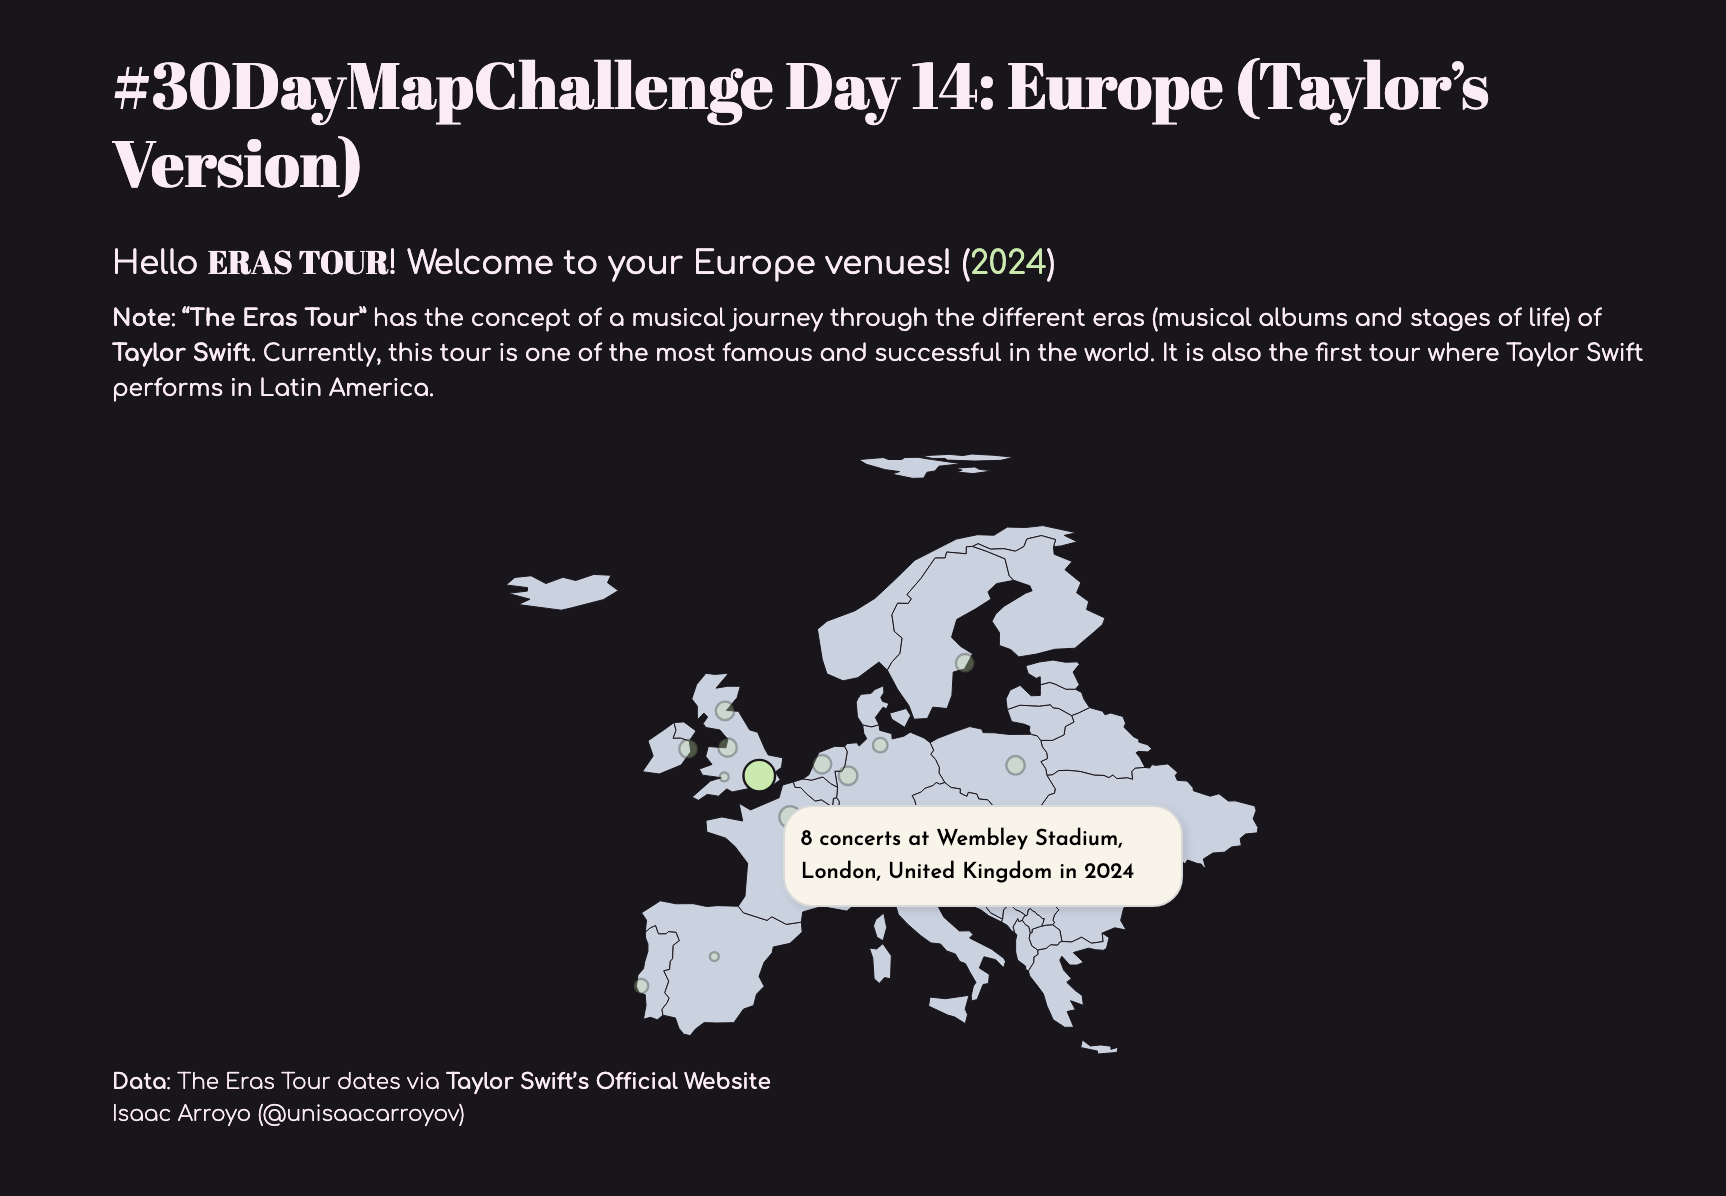 #30DayMapChallenge Day 14: Europe (Taylor’s
Version)
Hello ERAS TOUR! Welcome to your Europe venues! (2024)
Note: “The Eras Tour” has the concept of a musical journey through the different eras (musical albums and stages of life) of
Taylor Swift. Currently, this tour is one of the most famous and successful in the world. It is also the first tour where Taylor Swift
performs in Latin America.
8 concerts at Wembley Stadium,
London, United Kingdom in 2024
Data: The Eras Tour dates via Taylor Swift’s Official Website
Isaac Arroyo (@unisaacarroyov)